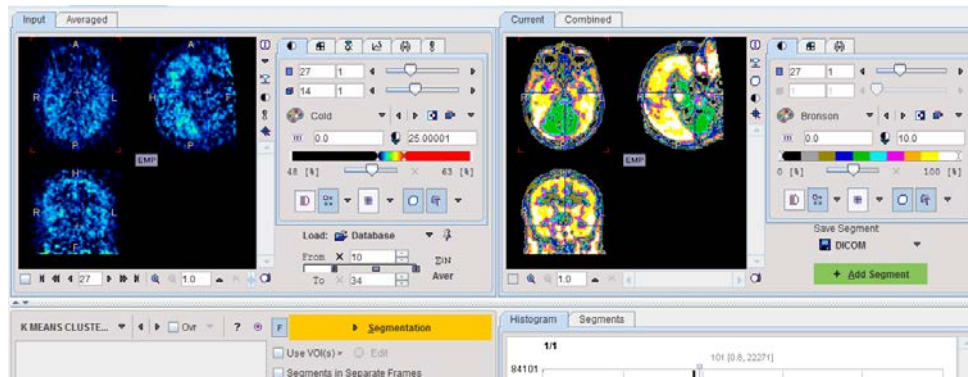 Input Averaged
A A
R L H F
P P
EMP
H
R L
F
27 1
14 1
Cold
0.0 25.00001
48 [%] 63 [%]
Load: Database
From 10
To 34
Aver
27 1.0
Current Combined
A
R H F
P P
EMP
H
27 1
1 1
Bronson
0.0 10.0
0 [%] 100 [%]
Save Segment
DICOM
+ Add Segment
1.0
K MEANS CLUSTE... Ovr ? F Segmentation
Use VOI(s) Edit
Segments in Separate Frames
Histogram Segments
1/1
101 [0.8, 22271]
84101